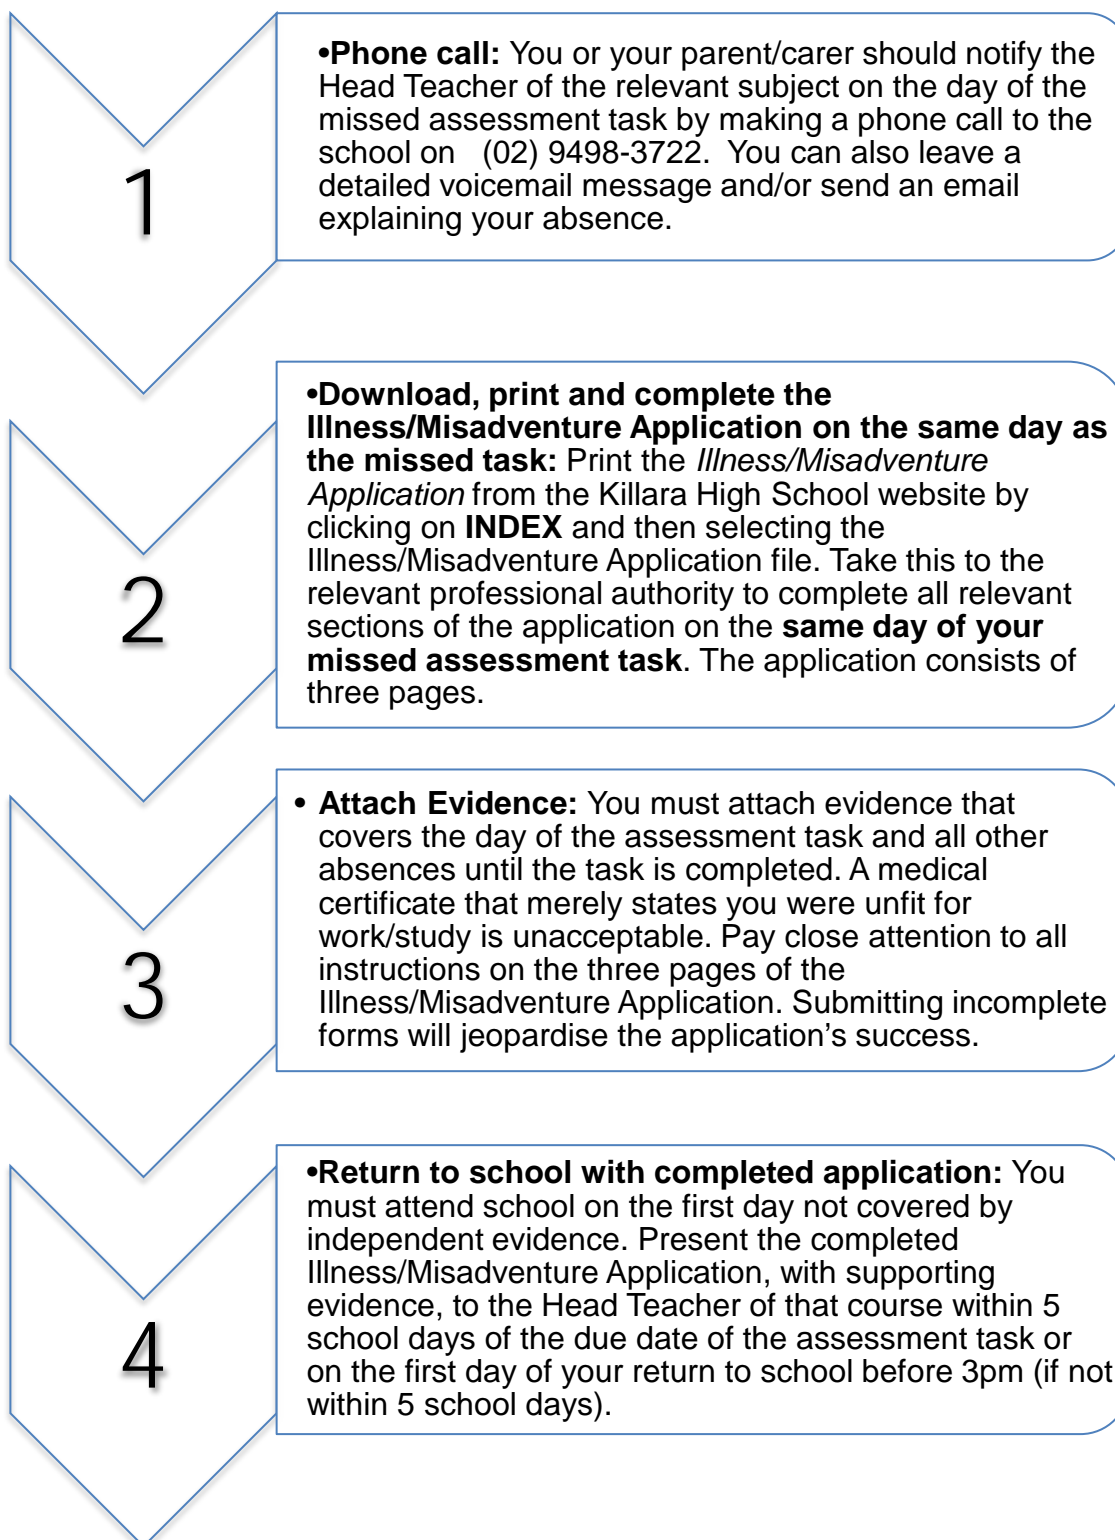 1
•Phone call: You or your parent/carer should notify the
Head Teacher of the relevant subject on the day of the
missed assessment task by making a phone call to the
school on (02) 9498-3722. You can also leave a
detailed voicemail message and/or send an email
explaining your absence.
2
•Download, print and complete the
Illness/Misadventure Application on the same day as
the missed task: Print the Illness/Misadventure
Application from the Killara High School website by
clicking on INDEX and then selecting the
Illness/Misadventure Application file. Take this to the
relevant professional authority to complete all relevant
sections of the application on the same day of your
missed assessment task. The application consists of
three pages.
3
• Attach Evidence: You must attach evidence that
covers the day of the assessment task and all other
absences until the task is completed. A medical
certificate that merely states you were unfit for
work/study is unacceptable. Pay close attention to all
instructions on the three pages of the
Illness/Misadventure Application. Submitting incomplete
forms will jeopardise the application’s success.
4
•Return to school with completed application: You
must attend school on the first day not covered by
independent evidence. Present the completed
Illness/Misadventure Application, with supporting
evidence, to the Head Teacher of that course within 5
school days of the due date of the assessment task or
on the first day of your return to school before 3pm (if not
within 5 school days).